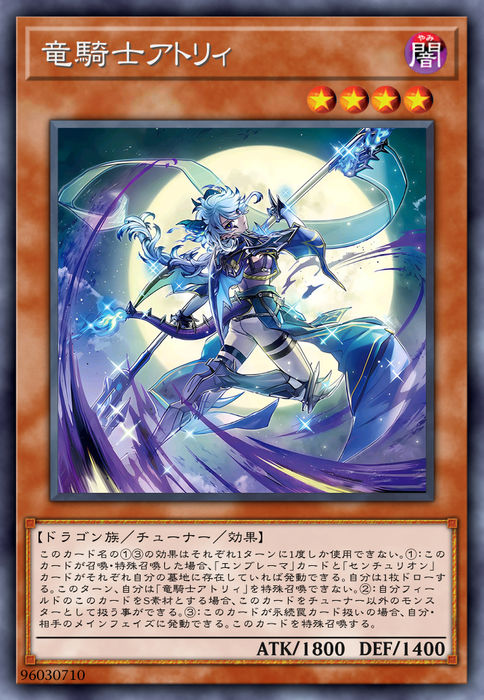 竜騎士アトリィ
やみ
闇
【ドラゴン族／チューナー／効果】
このカード名の①③の効果はそれぞれ1ターンに1度しか使用できない。①：この
カードが召喚・特殊召喚した場合、「エンブレーマ」カードと「センチュリオン」
カードがそれぞれ自分の墓地に存在していれば発動できる。自分は1枚ドローす
る。このターン、自分は「竜騎士アトリィ」を特殊召喚できない。②：自分フィー
ルドのこのカードをS素材とする場合、このカードをチューナー以外のモンス
ターとして扱う事ができる。③：このカードが永続罠カード扱いの場合、自分・
相手のメインフェイズに発動できる。このカードを特殊召喚する。
ATK/1800 DEF/1400
96030710